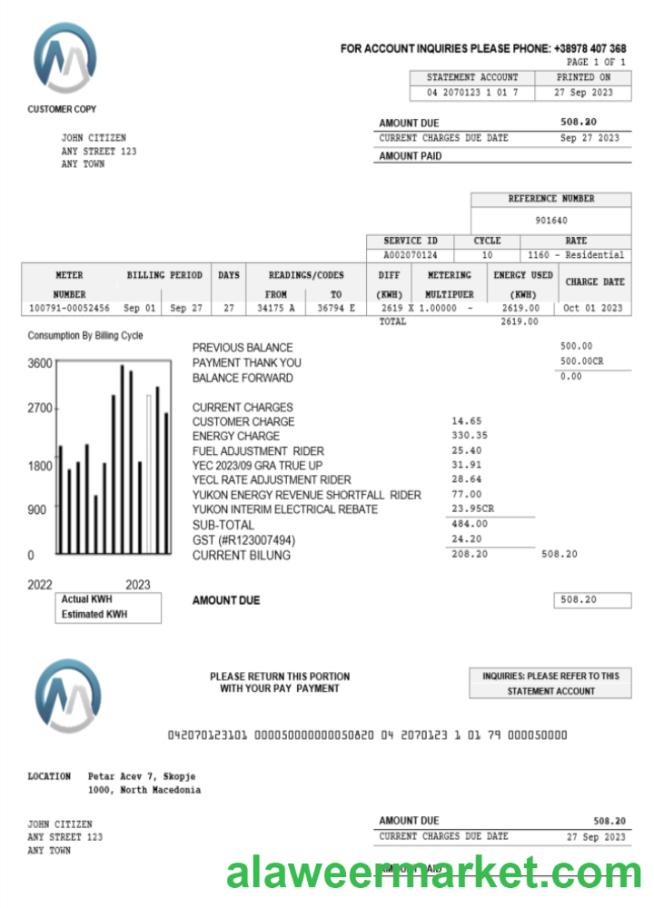 FOR ACCOUNT INQUIRIES PLEASE PHONE: +38978 407 368
PAGE 1 OF 1
STATEMENT ACCOUNT PRINTED ON
04 2070123 1 01 7 27 Sep 2023
CUSTOMER COPY
AMOUNT DUE 508.20
CURRENT CHARGES DUE DATE Sep 27 2023
AMOUNT PAID
JOHN CITIZEN
ANY STREET 123
ANY TOWN
REFERENCE NUMBER
901640
SERVICE ID CYCLE RATE
A002070124 10 1160 - Residential
METER BILLING PERIOD DAYS READINGS/CODES DIFF METERING ENERGY USED CHARGE DATE
NUMBER FROM TO (KWH) MULTIPUER (KWH)
100791-00052456 Sep 01 Sep 27 27 34175 A 36794 E 2619 X 1.00000 - 2619.00 Oct 01 2023
TOTAL 2619.00
Consumption By Billing Cycle
3600
2700
1800
900
0
2022 2023
Actual KWH
Estimated KWH
PREVIOUS BALANCE 500.00
PAYMENT THANK YOU 500.00CR
BALANCE FORWARD 0.00
CURRENT CHARGES
CUSTOMER CHARGE 14.65
ENERGY CHARGE 330.35
FUEL ADJUSTMENT RIDER 25.40
YEC 2023/09 GRA TRUE UP 31.91
YECL RATE ADJUSTMENT RIDER 28.64
YUKON ENERGY REVENUE SHORTFALL RIDER 77.00
YUKON INTERIM ELECTRICAL REBATE 23.95CR
SUB-TOTAL 484.00
GST (#R123007494) 24.20
CURRENT BILUNG 208.20 508.20
AMOUNT DUE 508.20
PLEASE RETURN THIS PORTION
WITH YOUR PAY PAYMENT
INQUIRIES: PLEASE REFER TO THIS
STATEMENT ACCOUNT
042070123101 000050000000050820 04 2070123 1 01 79 000050000
LOCATION Petar Acev 7, Skopje
1000, North Macedonia
JOHN CITIZEN
ANY STREET 123
ANY TOWN
AMOUNT DUE 508.20
CURRENT CHARGES DUE DATE 27 Sep 2023
AMOUNT PAID
alaweermarket.com